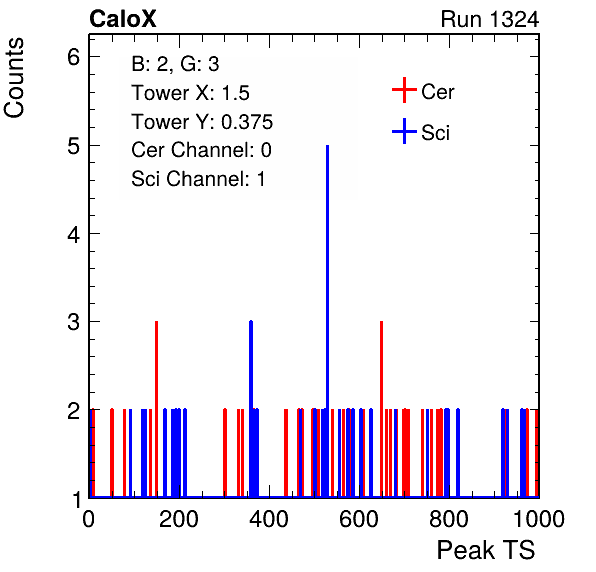 CaloX
Run 1324
Counts
B: 2, G: 3
Tower X: 1.5
Tower Y: 0.375
Cer Channel: 0
Sci Channel: 1
Cer
Sci
6
5
4
3
2
1
0 200 400 600 800 1000
Peak TS